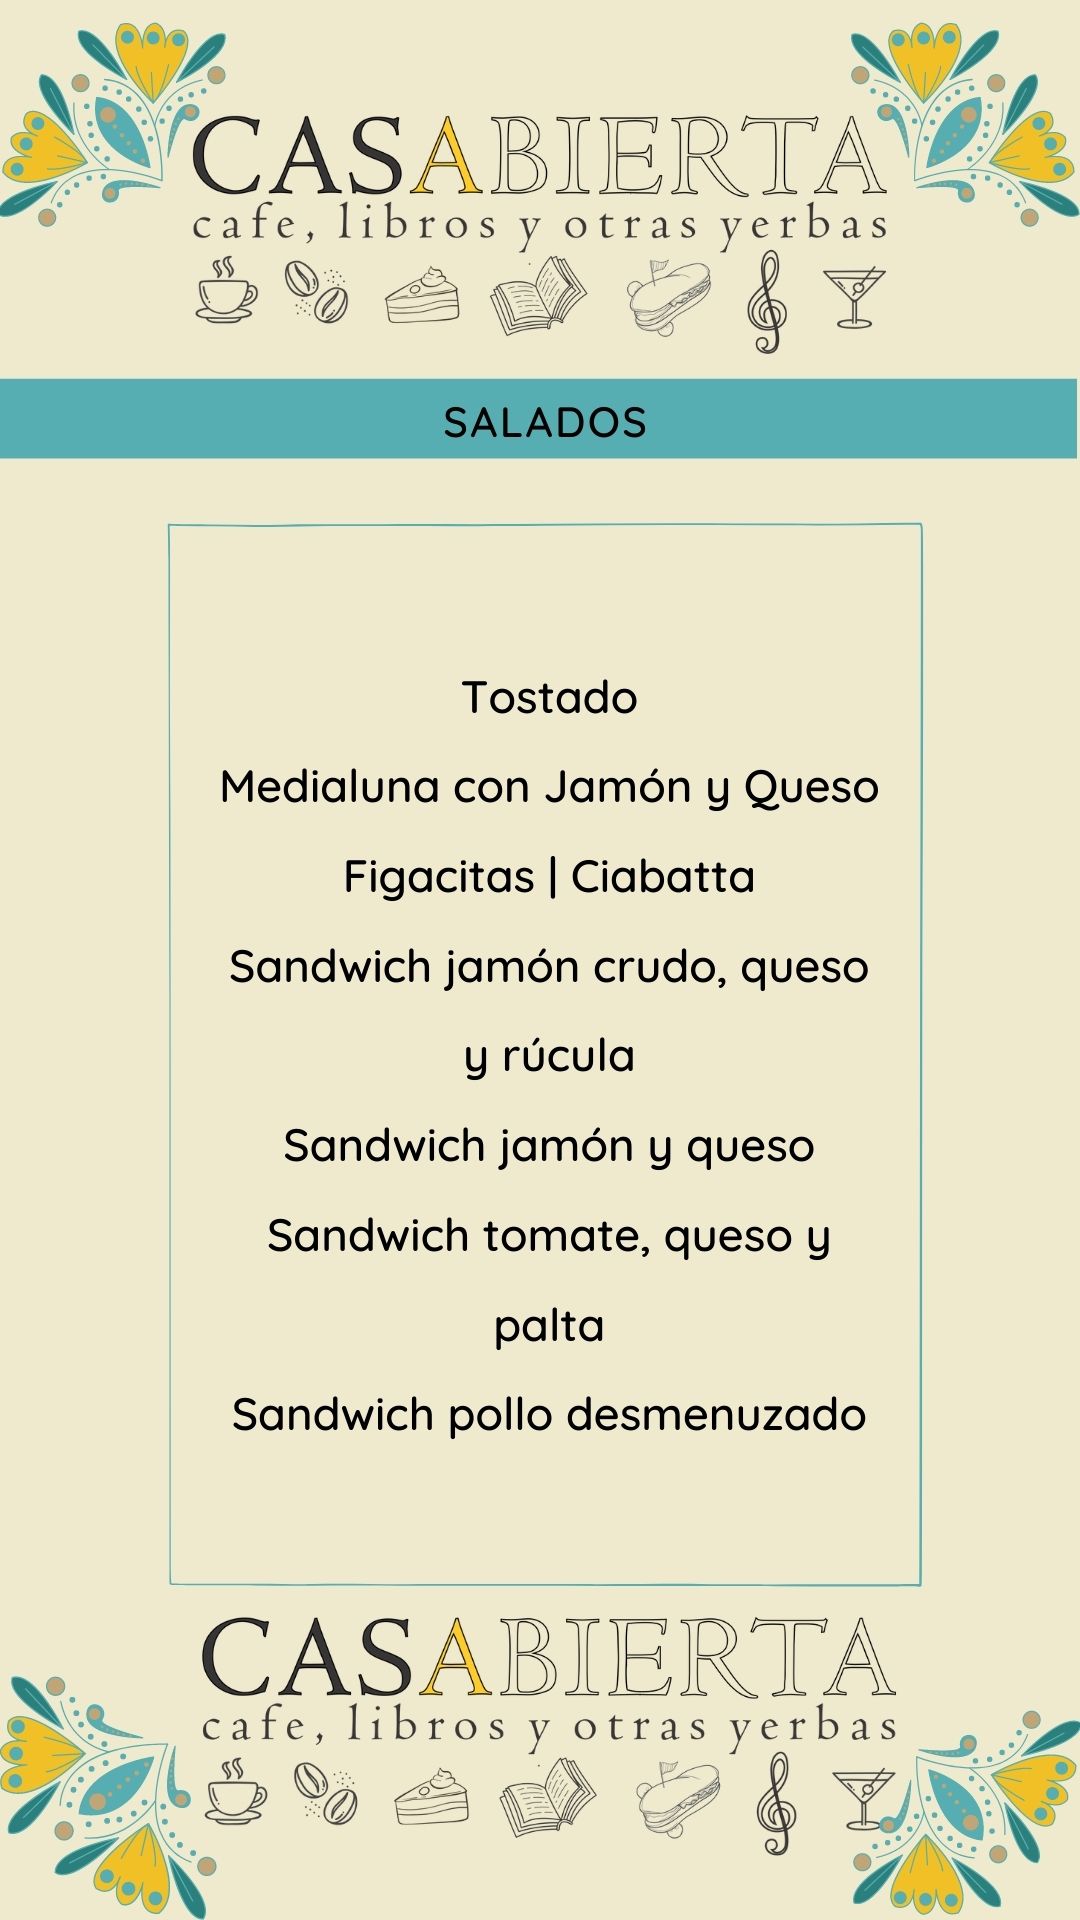 CASABIERTA
cafe, libros y otras yerbas
SALADOS
Tostado
Medialuna con Jamón y Queso
Figacitas | Ciabatta
Sandwich jamón crudo, queso
y rúcula
Sandwich jamón y queso
Sandwich tomate, queso y
palta
Sandwich pollo desmenuzado
CASABIERTA
cafe, libros y otras yerbas